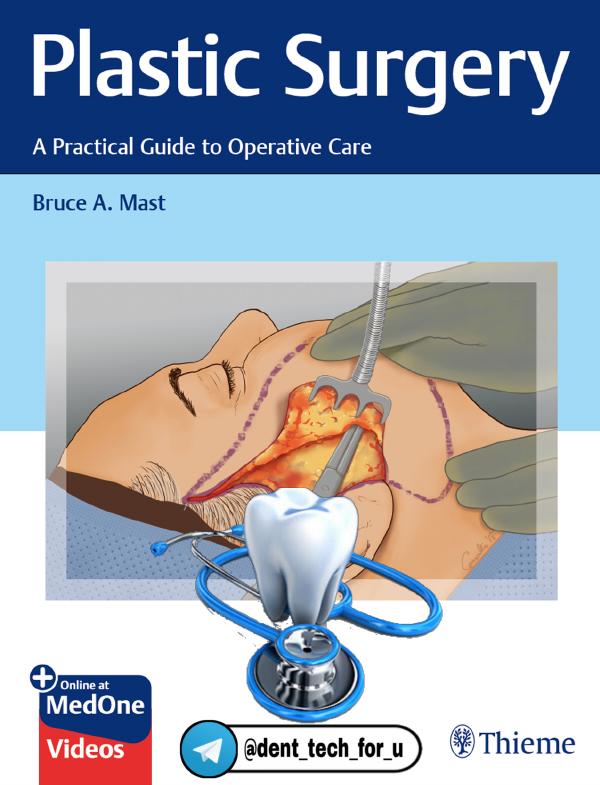 Plastic Surgery
A Practical Guide to Operative Care
Bruce A. Mast
Online at
MedOne
Videos
@dent_tech_for_u
Thieme